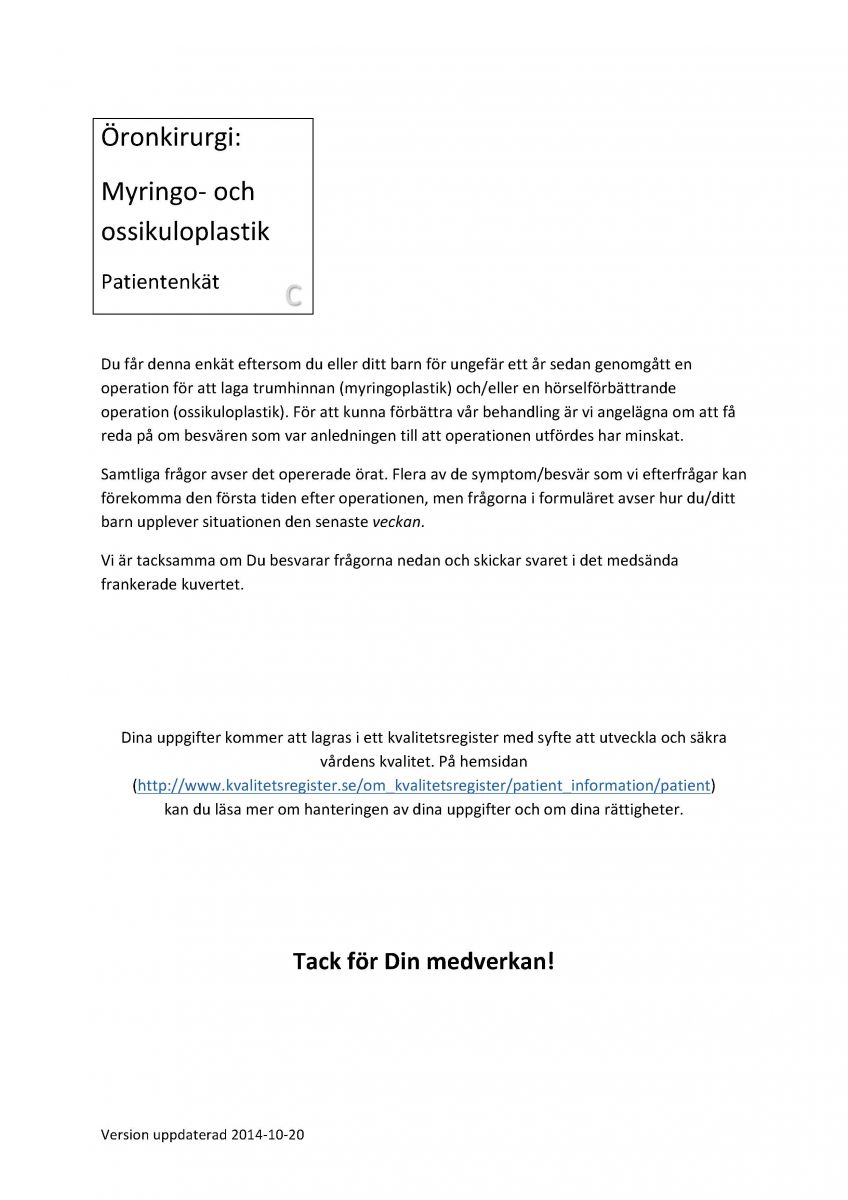 Öronkirurgi:
Myringo- och
ossikuloplastik
Patientenkät
C
Du får denna enkät eftersom du eller ditt barn för ungefär ett år sedan genomgått en
operation för att laga trumhinnan (myringoplastik) och/eller en hörselförbättrande
operation (ossikuloplastik). För att kunna förbättra vår behandling är vi angelägna om att få
reda på om besvären som var anledningen till att operationen utfördes har minskat.
Samtliga frågor avser det opererade örat. Flera av de symptom/besvär som vi efterfrågar kan
förekomma den första tiden efter operationen, men frågorna i formuläret avser hur du/ditt
barn upplever situationen den senaste veckan.
Vi är tacksamma om Du besvarar frågorna nedan och skickar svaret i det medsända
frankerade kuvertet.
Dina uppgifter kommer att lagras i ett kvalitetsregister med syfte att utveckla och säkra
vårdens kvalitet. På hemsidan
(http://www.kvalitetsregister.se/om_kvalitetsregister/patient_information/patient)
kan du läsa mer om hanteringen av dina uppgifter och om dina rättigheter.
Tack för Din medverkan!
Version uppdaterad 2014-10-20